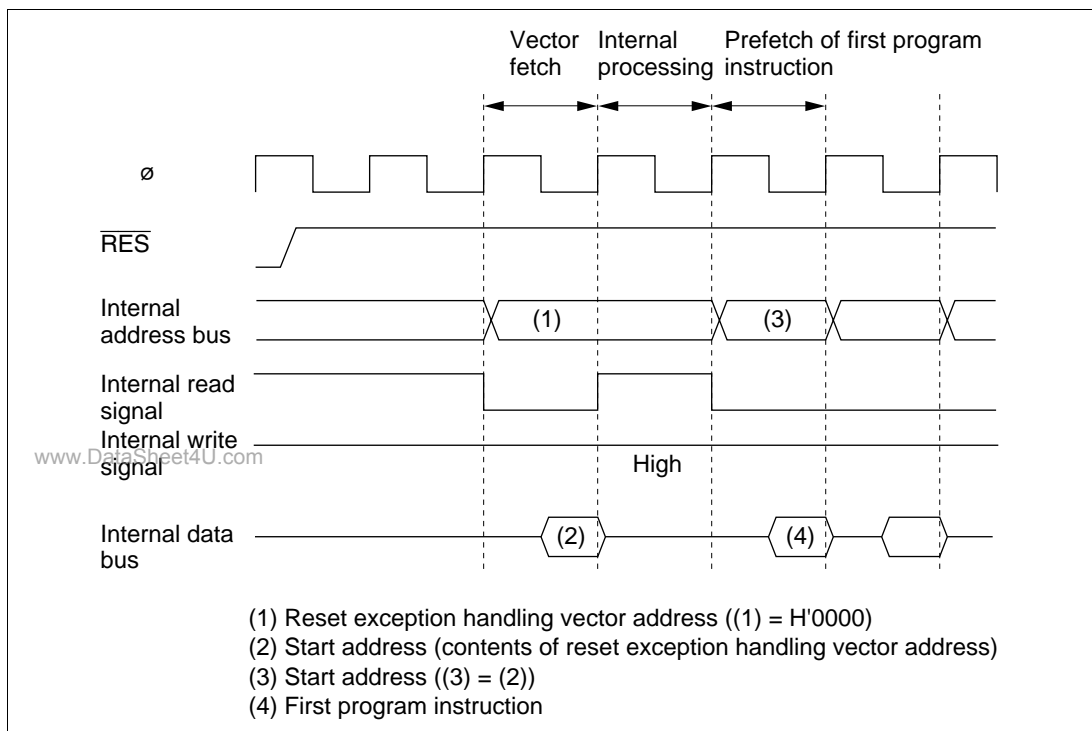 Vector fetch
Internal processing
Prefetch of first program instruction
ø
RES
Internal address bus
(1)
(3)
Internal read signal
Internal write signal
www.DataSheet4U.com
High
Internal data bus
(2)
(4)
(1) Reset exception handling vector address ((1) = H'0000)
(2) Start address (contents of reset exception handling vector address)
(3) Start address ((3) = (2))
(4) First program instruction